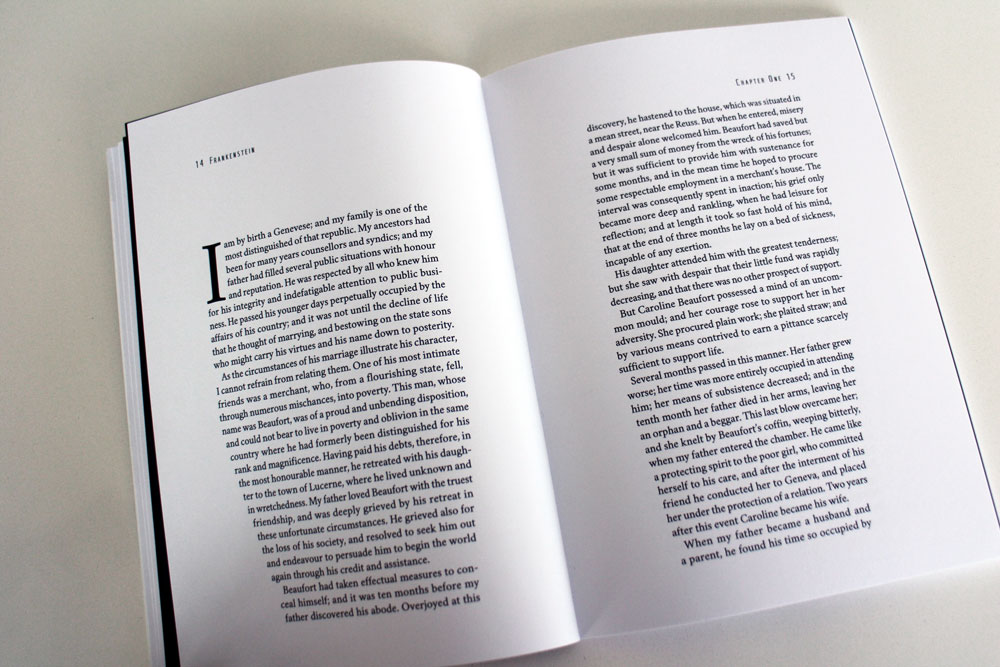 14 Frankenstein
I am by birth a Genevese; and my family is one of the
most distinguished of that republic. My ancestors had
been for many years counsellors and syndics; and my
father had filled several public situations with honour
and reputation. He was respected by all who knew him
for his integrity and indefatigable attention to public busi-
ness. He passed his younger days perpetually occupied by the
affairs of his country; and it was not until the decline of life
that he thought of marrying, and bestowing on the state sons
who might carry his virtues and his name down to posterity.
As the circumstances of his marriage illustrate his character,
I cannot refrain from relating them. One of his most intimate
friends was a merchant, who, from a flourishing state, fell,
through numerous mischances, into poverty. This man, whose
name was Beaufort, was of a proud and unbending disposition,
and could not bear to live in poverty and oblivion in the same
country where he had formerly been distinguished for his
rank and magnificence. Having paid his debts, therefore, in
the most honourable manner, he retreated with his daugh-
ter to the town of Lucerne, where he lived unknown and
in wretchedness. My father loved Beaufort with the truest
friendship, and was deeply grieved by his retreat in
these unfortunate circumstances. He grieved also for
the loss of his society, and resolved to seek him out
and endeavour to persuade him to begin the world
again through his credit and assistance.
Beaufort had taken effectual measures to con-
ceal himself; and it was ten months before my
father discovered his abode. Overjoyed at this
Chapter One 15
discovery, he hastened to the house, which was situated in
a mean street, near the Reuss. But when he entered, misery
and despair alone welcomed him. Beaufort had saved but
a very small sum of money from the wreck of his fortunes;
but it was sufficient to provide him with sustenance for
some months, and in the mean time he hoped to procure
some respectable employment in a merchant's house. The
interval was consequently spent in inaction; his grief only
became more deep and rankling, when he had leisure for
reflection; and at length it took so fast hold of his mind,
that at the end of three months he lay on a bed of sickness,
incapable of any exertion.
His daughter attended him with the greatest tenderness;
but she saw with despair that their little fund was rapidly
decreasing, and that there was no other prospect of support.
But Caroline Beaufort possessed a mind of an uncom-
mon mould; and her courage rose to support her in her
adversity. She procured plain work; she plaited straw; and
by various means contrived to earn a pittance scarcely
sufficient to support life.
Several months passed in this manner. Her father grew
worse; her time was more entirely occupied in attending
him; her means of subsistence decreased; and in the
tenth month her father died in her arms, leaving her
an orphan and a beggar. This last blow overcame her;
and she knelt by Beaufort's coffin, weeping bitterly,
when my father entered the chamber. He came like
a protecting spirit to the poor girl, who committed
herself to his care, and after the interment of his
friend he conducted her to Geneva, and placed
her under the protection of a relation. Two years
after this event Caroline became his wife.
When my father became a husband and
a parent, he found his time so occupied by